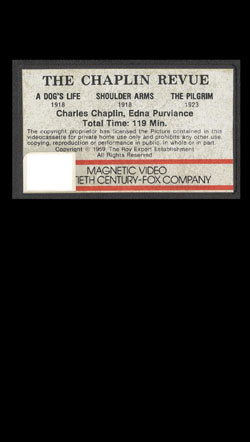 THE CHAPLIN REVUE
A DOG'S LIFE SHOULDER ARMS THE PILGRIM
1918 1918 1923
Charles Chaplin, Edna Purviance
Total Time: 119 Min.
The copyright proprietor has licensed the Picture contained in this
videocassette for private home use only and prohibits any other use,
copying, reproduction or performance in public, in whole or in part.
Copyright © 1959 The Roy Export Establishment
All Rights Reserved
MAGNETIC VIDEO
TIETH CENTURY-FOX COMPANY